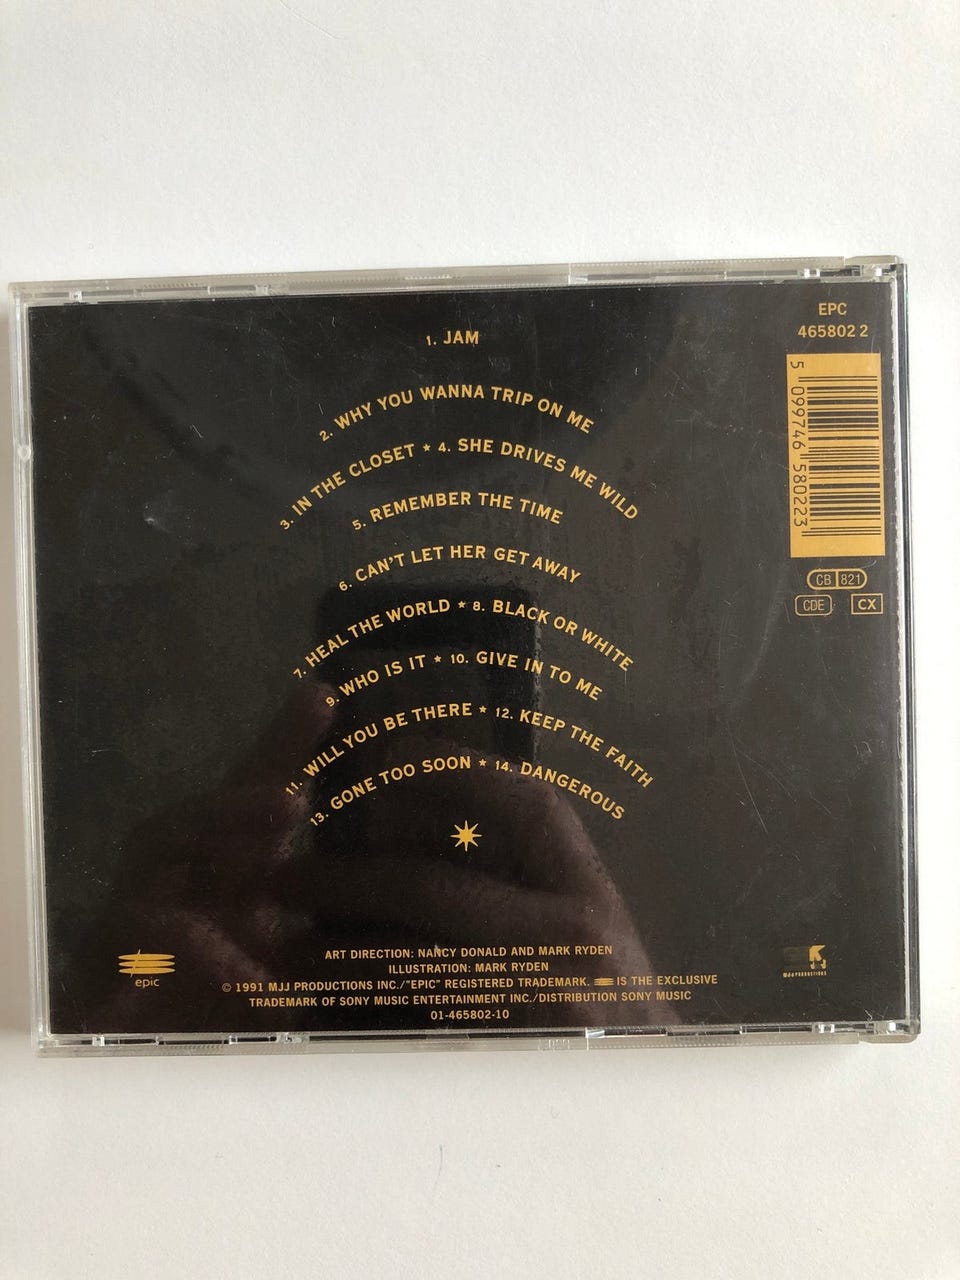 1. JAM
2. WHY YOU WANNA TRIP ON ME
3. IN THE CLOSET ★ 4. SHE DRIVES ME WILD
5. REMEMBER THE TIME
6. CAN'T LET HER GET AWAY
7. HEAL THE WORLD ★ 8. BLACK OR WHITE
9. WHO IS IT ★ 10. GIVE IN TO ME
11. WILL YOU BE THERE ★ 12. KEEP THE FAITH
13. GONE TOO SOON ★ 14. DANGEROUS
EPC
465802 2
5 099746 580223
CB 821
CDE CX
epic
ART DIRECTION: NANCY DONALD AND MARK RYDEN
ILLUSTRATION: MARK RYDEN
© 1991 MJJ PRODUCTIONS INC./"EPIC" REGISTERED TRADEMARK. IS THE EXCLUSIVE
TRADEMARK OF SONY MUSIC ENTERTAINMENT INC./DISTRIBUTION SONY MUSIC
01-465802-10
MJJ PRODUCTIONS